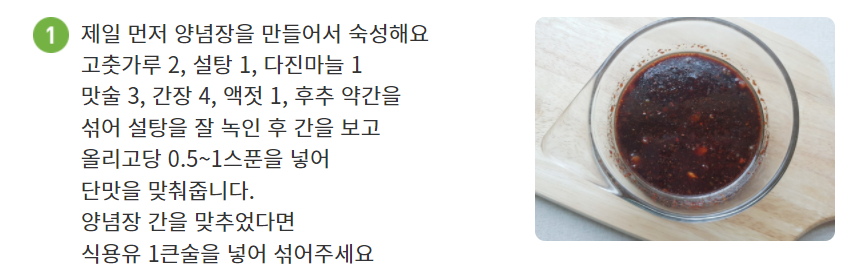 1 제일 먼저 양념장을 만들어서 숙성해요
고춧가루 2, 설탕 1, 다진마늘 1
맛술 3, 간장 4, 액젓 1, 후추 약간을
섞어 설탕을 잘 녹인 후 간을 보고
올리고당 0.5~1스푼을 넣어
단맛을 맞춰줍니다.
양념장 간을 맞추었다면
식용유 1큰술을 넣어 섞어주세요